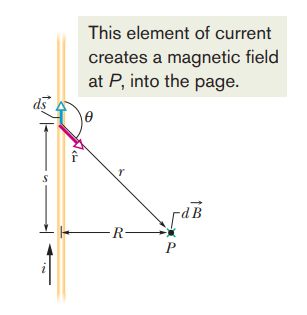 This element of current
creates a magnetic field
at P, into the page.
ds⃗
θ
r̂
s
r
dB⃗
R
P
i